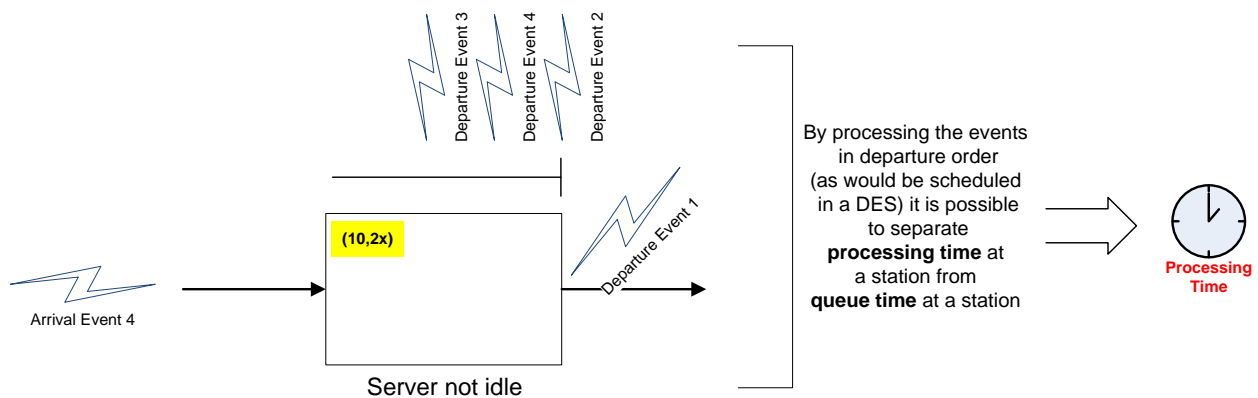 Departure Event 3
Departure Event 4
Departure Event 2
(10,2x)
Departure Event 1
Arrival Event 4
Server not idle
By processing the events
in departure order
(as would be scheduled
in a DES) it is possible
to separate
processing time at
a station from
queue time at a station
Processing
Time